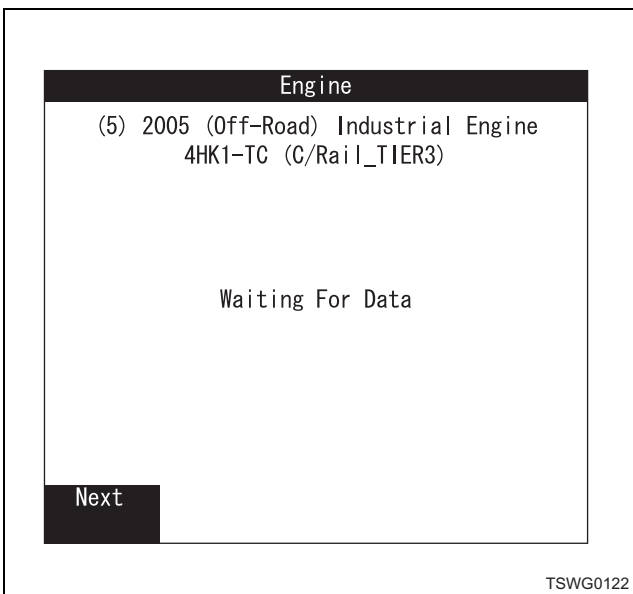 Engine
(5) 2005 (Off-Road) Industrial Engine
4HK1-TC (C/Rail_TIER3)
Waiting For Data
Next
TSWG0122